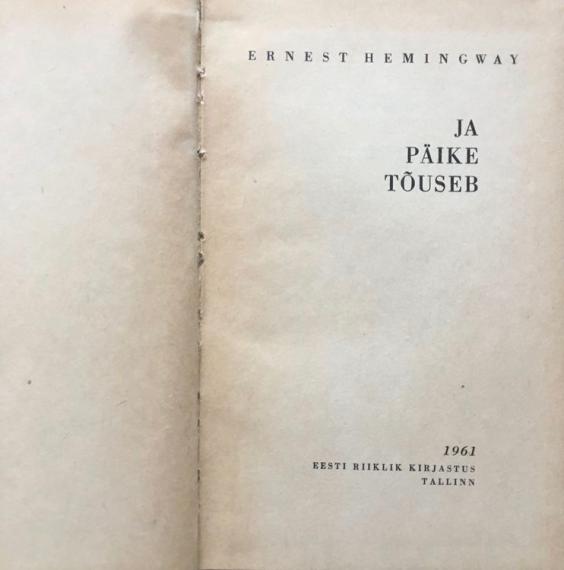 ERNEST HEMINGWAY
JA
PÄIKE
TÕUSEB
1961
EESTI RIIKLIK KIRJASTUS
TALLINN